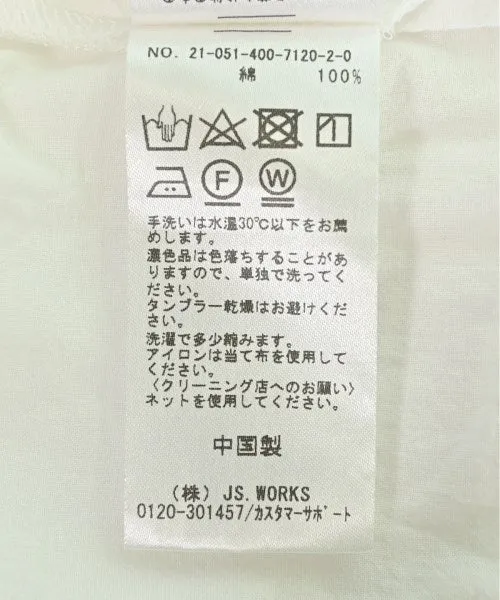 NO. 21-051-400-7120-2-0
綿 100%
F W
手洗いは水温30℃以下をお薦
めします。
濃色品は色落ちすることがあ
りますので、単独で洗ってく
ださい。
タンブラー乾燥はお避けくだ
さい。
洗濯で多少縮みます。
アイロンは当て布を使用して
ください。
〈クリーニング店へのお願い〉
ネットを使用してください。
中国製
(株) JS.WORKS
0120-301457/カスタマーサポート